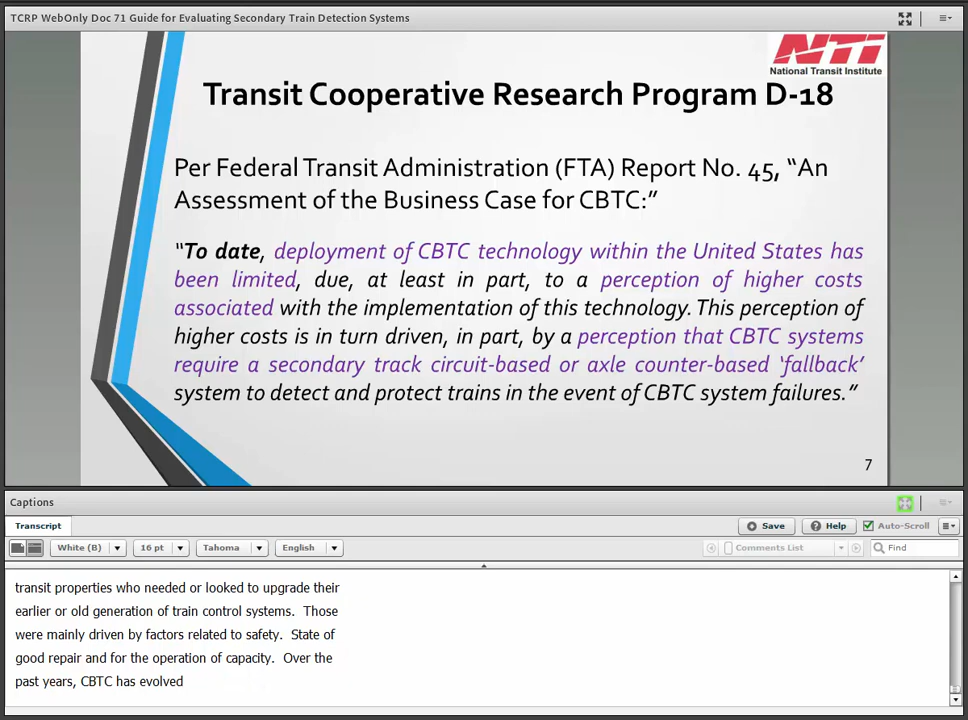 TCRP WebOnly Doc 71 Guide for Evaluating Secondary Train Detection Systems
NTI
National Transit Institute
Transit Cooperative Research Program D-18
Per Federal Transit Administration (FTA) Report No. 45, “An
Assessment of the Business Case for CBTC:”
“To date, deployment of CBTC technology within the United States has
been limited, due, at least in part, to a perception of higher costs
associated with the implementation of this technology. This perception of
higher costs is in turn driven, in part, by a perception that CBTC systems
require a secondary track circuit-based or axle counter-based ‘fallback’
system to detect and protect trains in the event of CBTC system failures.”
7
Captions
Transcript
Save
Help
Auto-Scroll
White (B)
16 pt
Tahoma
English
Comments List
Find
transit properties who needed or looked to upgrade their
earlier or old generation of train control systems.  Those
were mainly driven by factors related to safety.  State of
good repair and for the operation of capacity.  Over the
past years, CBTC has evolved